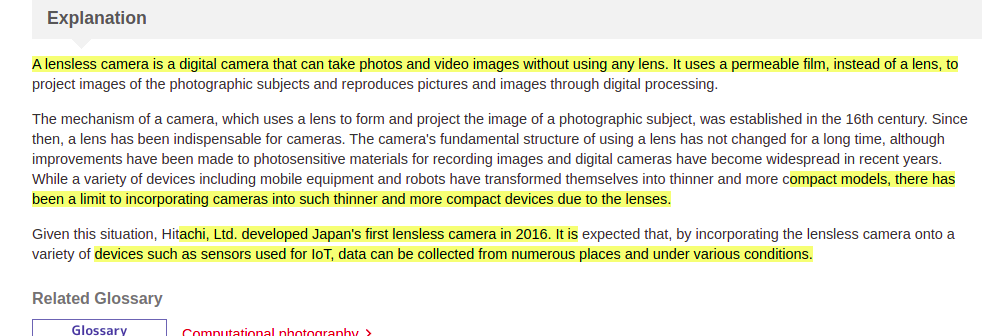 Explanation
A lensless camera is a digital camera that can take photos and video images without using any lens. It uses a permeable film, instead of a lens, to
project images of the photographic subjects and reproduces pictures and images through digital processing.
The mechanism of a camera, which uses a lens to form and project the image of a photographic subject, was established in the 16th century. Since
then, a lens has been indispensable for cameras. The camera's fundamental structure of using a lens has not changed for a long time, although
improvements have been made to photosensitive materials for recording images and digital cameras have become widespread in recent years.
While a variety of devices including mobile equipment and robots have transformed themselves into thinner and more compact models, there has
been a limit to incorporating cameras into such thinner and more compact devices due to the lenses.
Given this situation, Hitachi, Ltd. developed Japan's first lensless camera in 2016. It is expected that, by incorporating the lensless camera onto a
variety of devices such as sensors used for IoT, data can be collected from numerous places and under various conditions.
Related Glossary
Glossary
Computational photography